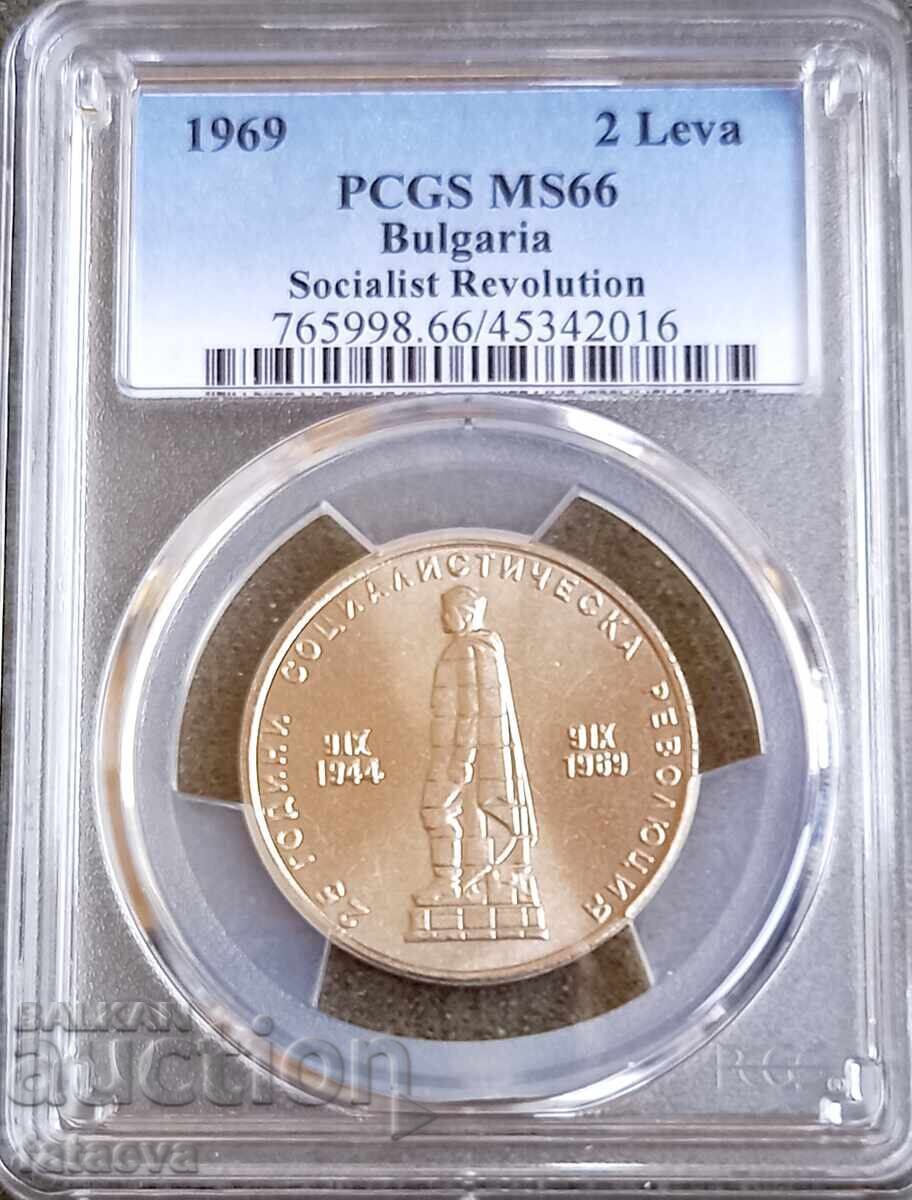 1969 2 Leva
PCGS MS66
Bulgaria
Socialist Revolution
765998.66/45342016
25 ГОДИНИ СОЦИАЛИСТИЧЕСКА РЕВОЛЮЦИЯ
9IX
1944
9IX
1969
BALKAN
auction
rataeva